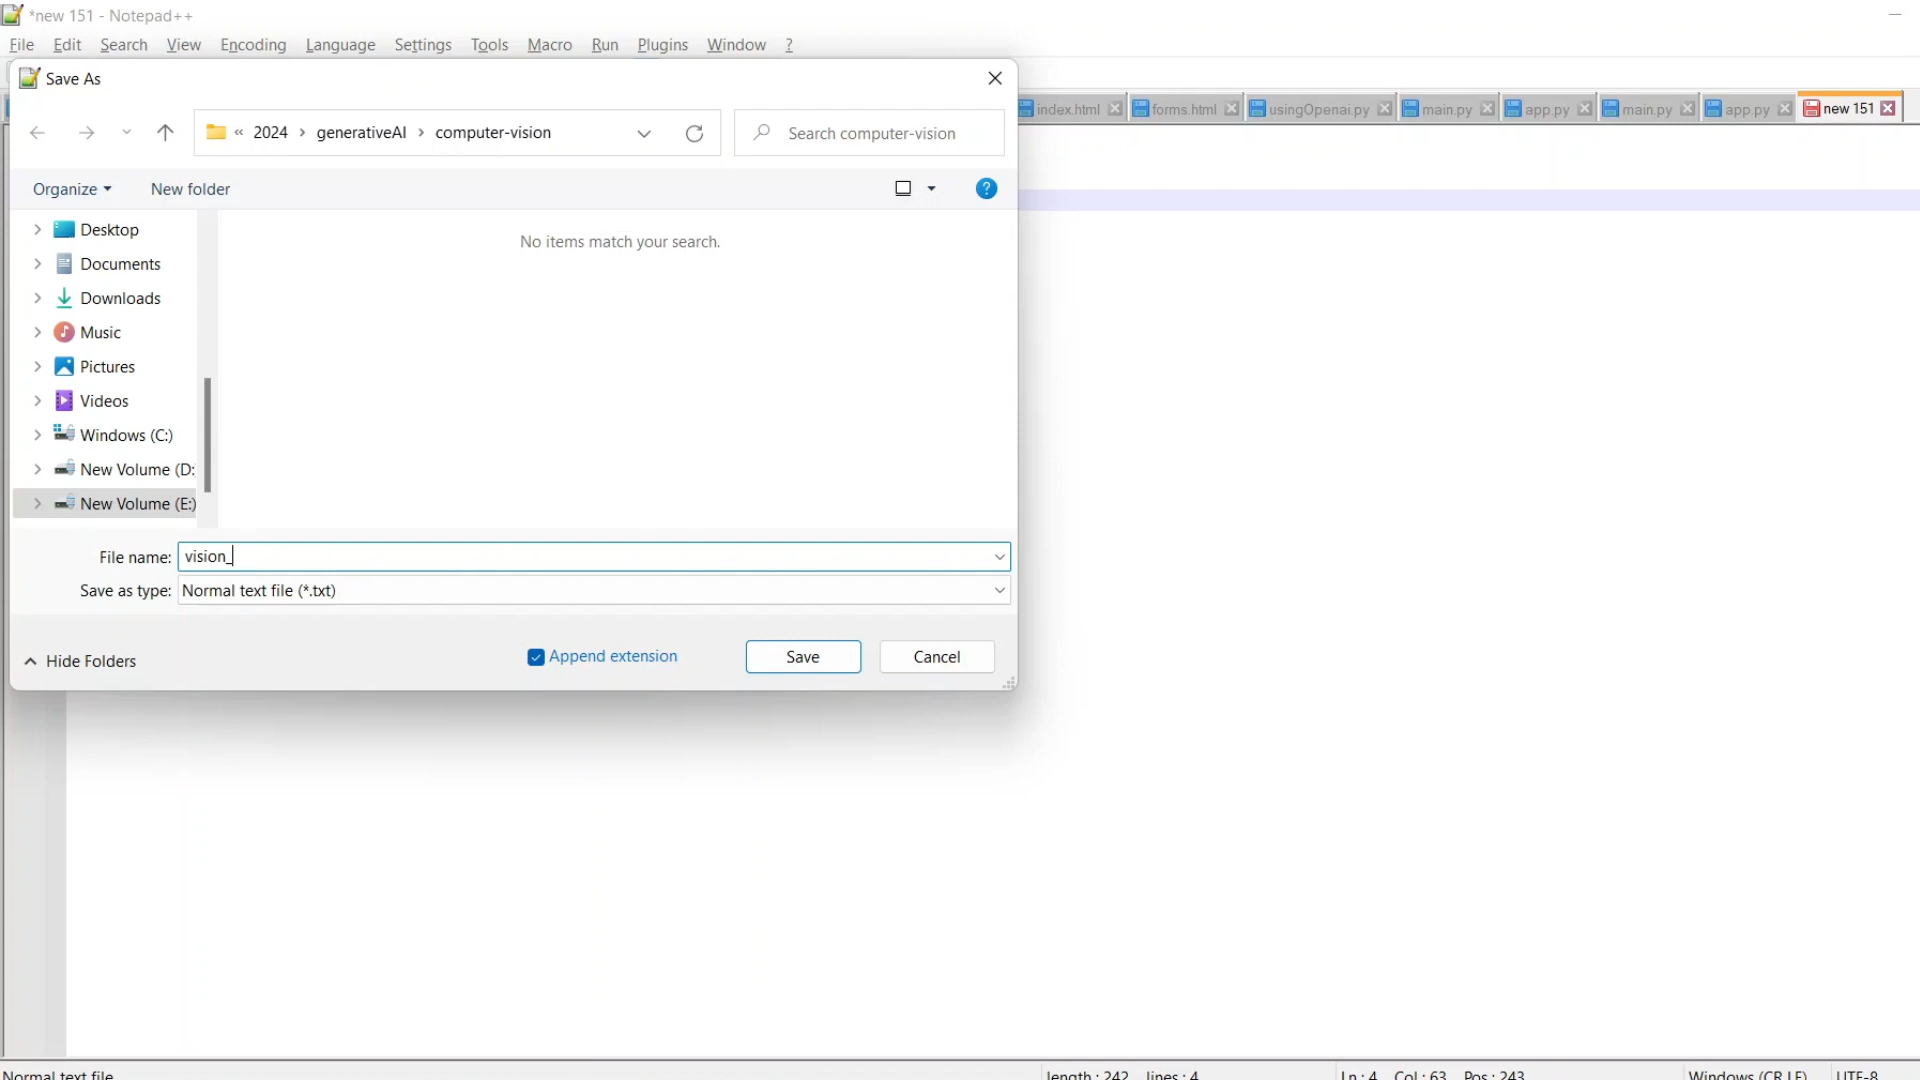 *new 151 - Notepad++
File Edit Search View Encoding Language Settings Tools Macro Run Plugins Window ?
Save As
« 2024 › generativeAI › computer-vision
Search computer-vision
index.html forms.html usingOpenai.py main.py app.py main.py app.py new 151
Organize New folder
?
Desktop
Documents
Downloads
Music
Pictures
Videos
Windows (C:)
New Volume (D:
New Volume (E:)
No items match your search.
File name: vision_
Save as type: Normal text file (*.txt)
Hide Folders
Append extension
Save
Cancel
Normal text file length : 242 lines : 4 Ln : 4 Col : 63 Pos : 243 Windows (CR LF) UTF-8